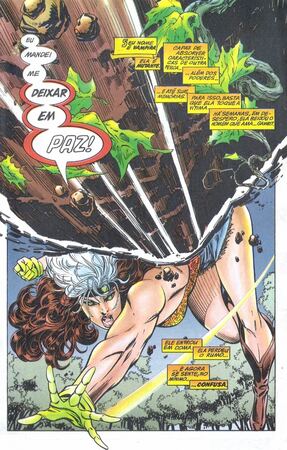 EU
MANDEI
ME
DEIXAR
EM
PAZ!
SEU NOME
É VAMPIRA.
ELA É
MUTANTE.
CAPAZ DE
ABSORVER
CARACTERÍSTI-
CAS DE OUTRA
PESSOA...
... ALÉM DOS
PODERES...
... E ATÉ SUAS
MEMÓRIAS.
PARA ISSO, BASTA
QUE ELA TOQUE A
VÍTIMA.
HÁ SEMANAS, EM DE-
SESPERO, ELA BEIJOU O
HOMEM QUE AMA... GAMBIT.
ELE ENTROU
EM COMA.
ELA PERDEU
O RUMO...
... E AGORA
SE SENTE, NO
MÍNIMO...
... CONFUSA.